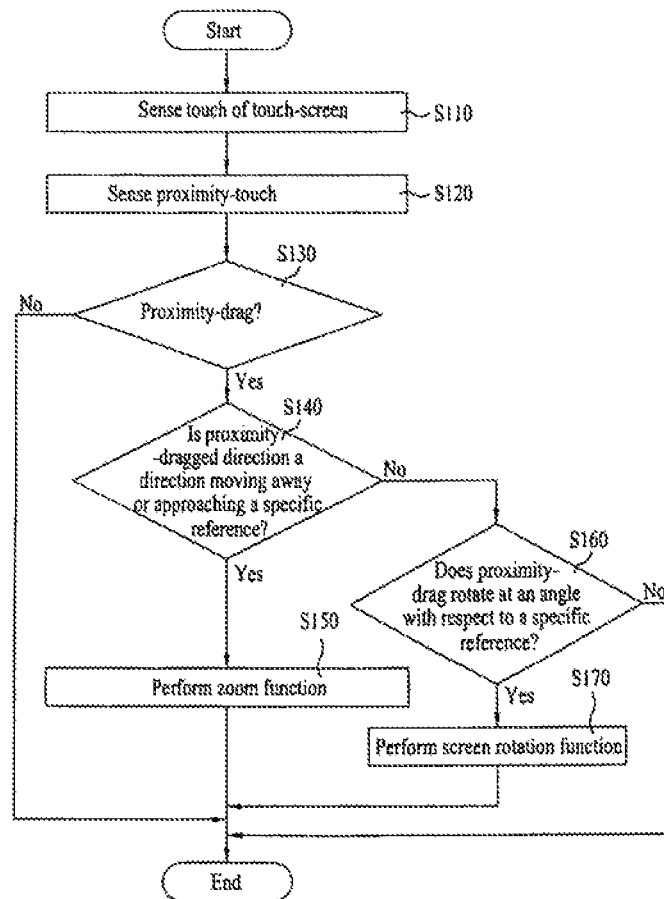 Start
Sense touch of touch-screen
S110
Sense proximity-touch
S120
S130
No
Proximity-drag?
Yes
S140
Is proximity
-dragged direction a
direction moving away
or approaching a specific
reference?
No
Yes
S160
Does proximity-
drag rotate at an angle
with respect to a specific
reference?
No
S150
Perform zoom function
Yes
S170
Perform screen rotation function
End